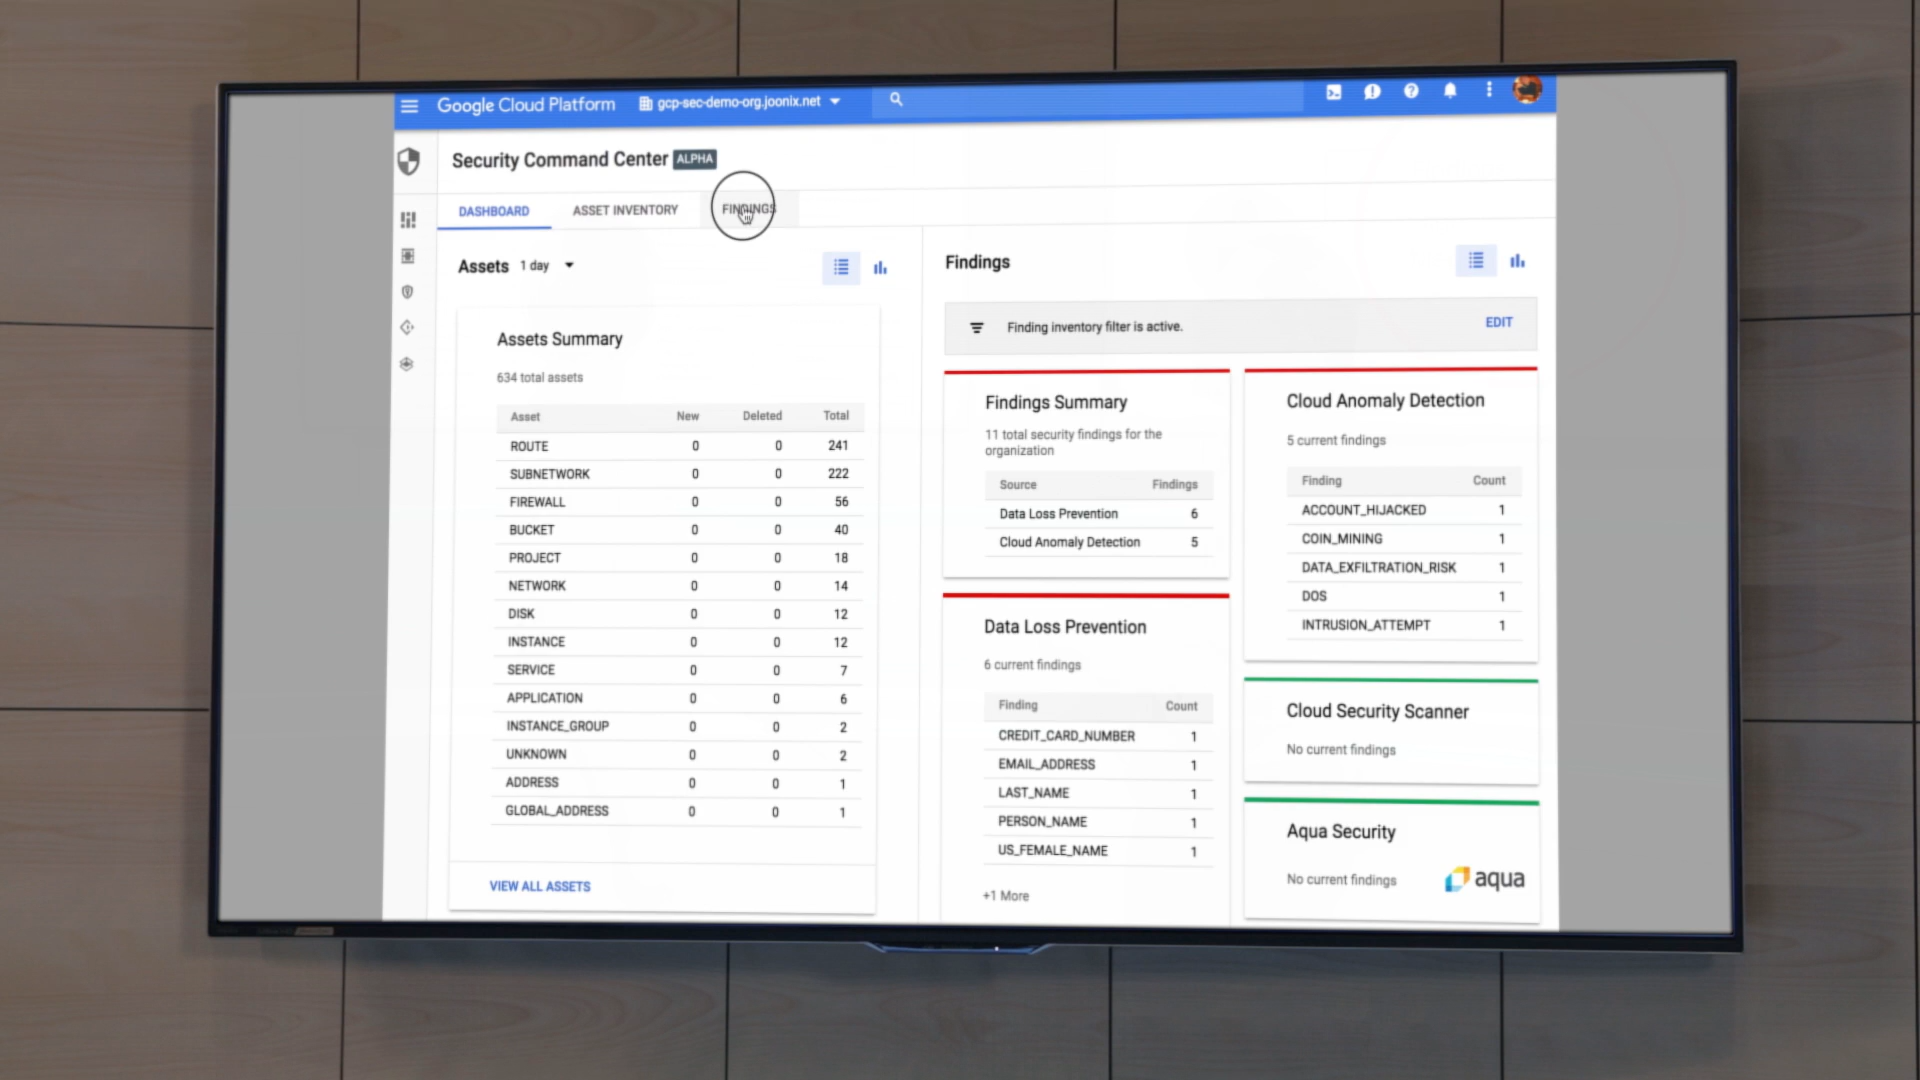 Google Cloud Platform
gcp-sec-demo-org.joonix.net
Security Command Center ALPHA
DASHBOARD ASSET INVENTORY FINDINGS
Assets 1 day
Assets Summary
634 total assets
Asset New Deleted Total
ROUTE 0 0 241
SUBNETWORK 0 0 222
FIREWALL 0 0 56
BUCKET 0 0 40
PROJECT 0 0 18
NETWORK 0 0 14
DISK 0 0 12
INSTANCE 0 0 12
SERVICE 0 0 7
APPLICATION 0 0 6
INSTANCE_GROUP 0 0 2
UNKNOWN 0 0 2
ADDRESS 0 0 1
GLOBAL_ADDRESS 0 0 1
VIEW ALL ASSETS
Findings
Finding inventory filter is active. EDIT
Findings Summary
11 total security findings for the
organization
Source Findings
Data Loss Prevention 6
Cloud Anomaly Detection 5
Data Loss Prevention
6 current findings
Finding Count
CREDIT_CARD_NUMBER 1
EMAIL_ADDRESS 1
LAST_NAME 1
PERSON_NAME 1
US_FEMALE_NAME 1
+1 More
Cloud Anomaly Detection
5 current findings
Finding Count
ACCOUNT_HIJACKED 1
COIN_MINING 1
DATA_EXFILTRATION_RISK 1
DOS 1
INTRUSION_ATTEMPT 1
Cloud Security Scanner
No current findings
Aqua Security
No current findings
aqua